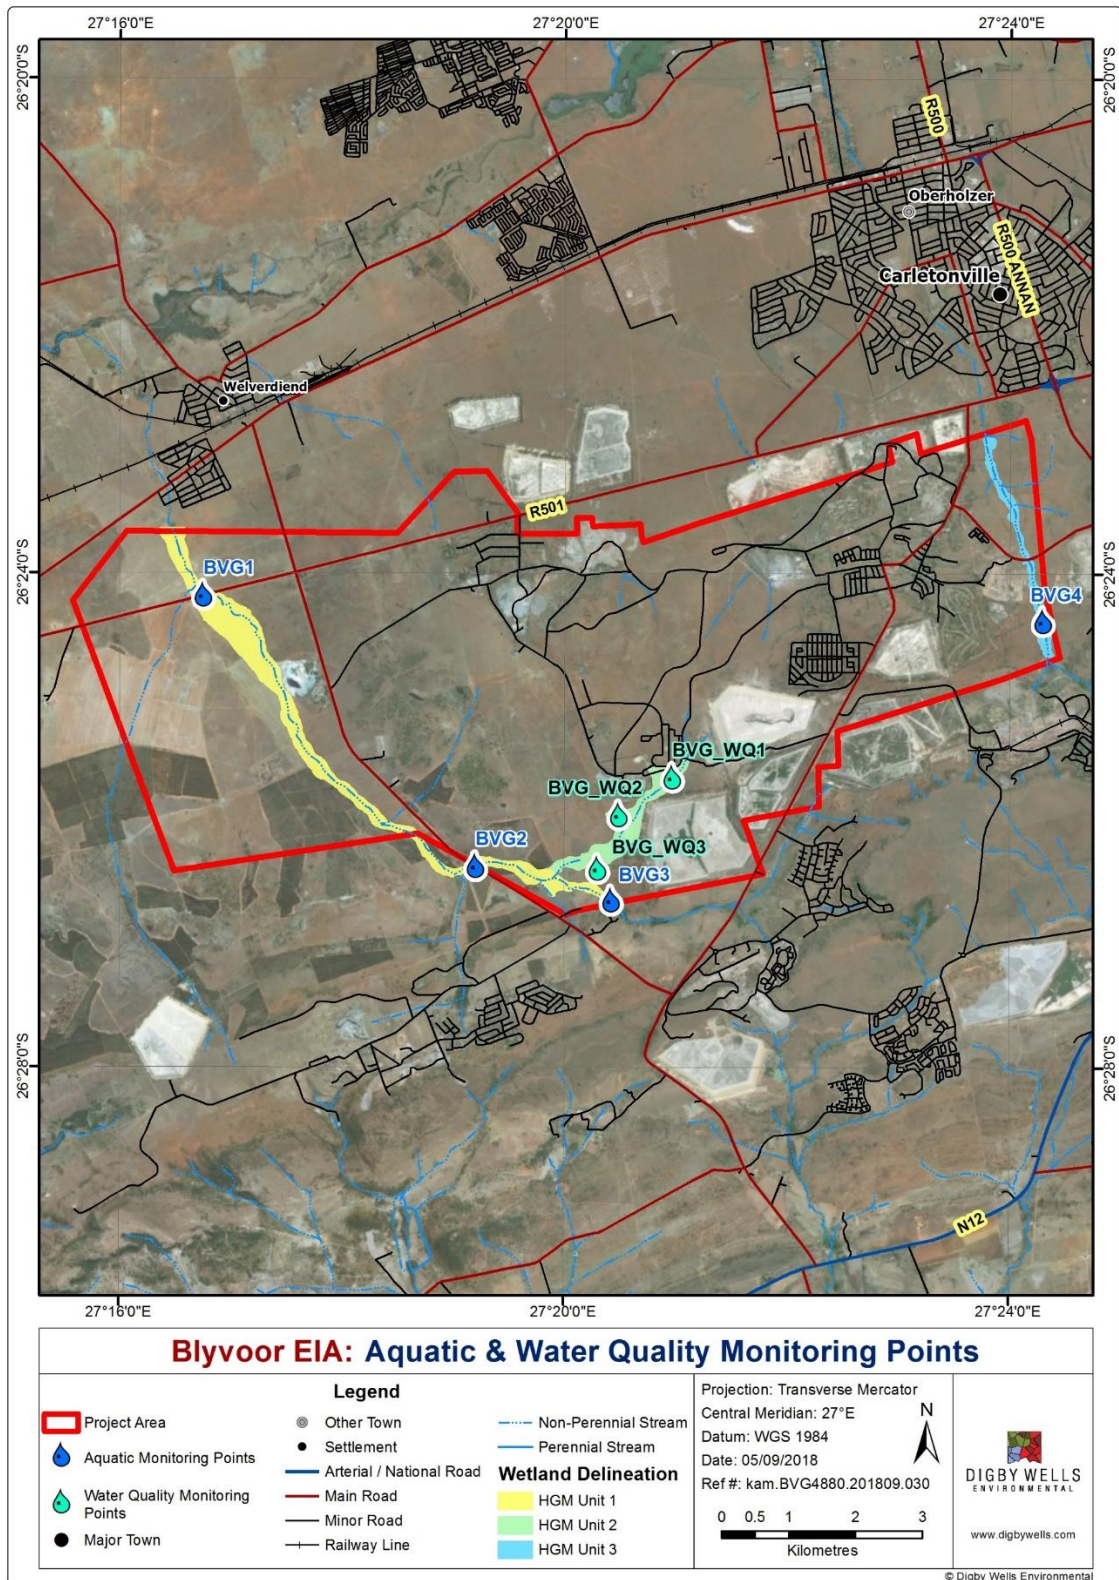 27°16'0"E 27°20'0"E 27°24'0"E
26°20'0"S 26°20'0"S
R500
Oberholzer
R500 ANNAN
Carletonville
Welverdiend
R501
26°24'0"S 26°24'0"S
BVG1
BVG4
BVG_WQ1
BVG_WQ2
BVG_WQ3
BVG2
BVG3
26°28'0"S 26°28'0"S
N12
27°16'0"E 27°20'0"E 27°24'0"E
Blyvoor EIA: Aquatic & Water Quality Monitoring Points
Legend
Project Area
Aquatic Monitoring Points
Water Quality Monitoring
Points
Major Town
Other Town
Settlement
Arterial / National Road
Main Road
Minor Road
Railway Line
Non-Perennial Stream
Perennial Stream
Wetland Delineation
HGM Unit 1
HGM Unit 2
HGM Unit 3
Projection: Transverse Mercator
Central Meridian: 27°E
Datum: WGS 1984
Date: 05/09/2018
Ref #: kam.BVG4880.201809.030
N
0 0.5 1 2 3
Kilometres
DIGBY WELLS
ENVIRONMENTAL
www.digbywells.com
© Digby Wells Environmental